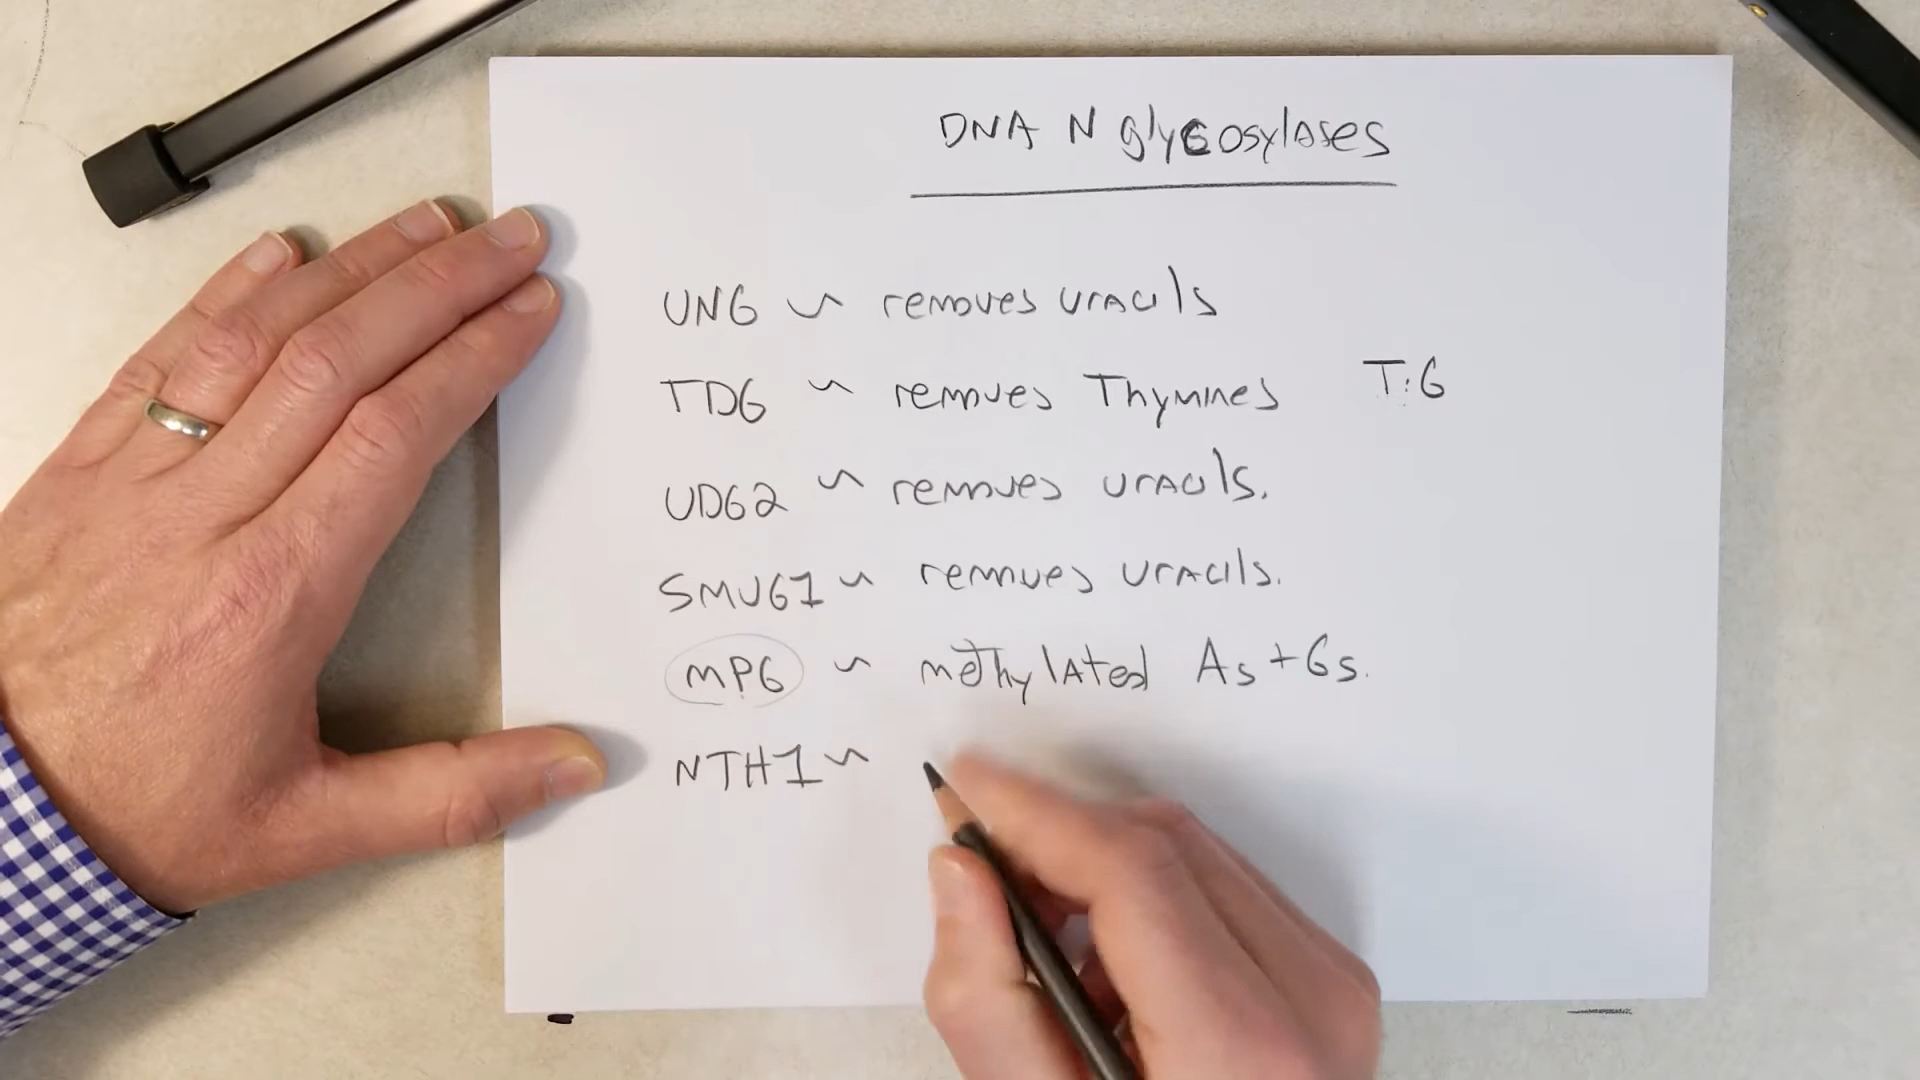 DNA N glycosylases
UNG ~ removes uracils
TDG ~ removes Thymines T:G
UDG2 ~ removes uracils.
SMUG1 ~ removes uracils.
MPG ~ methylated As + Gs.
NTH1 ~